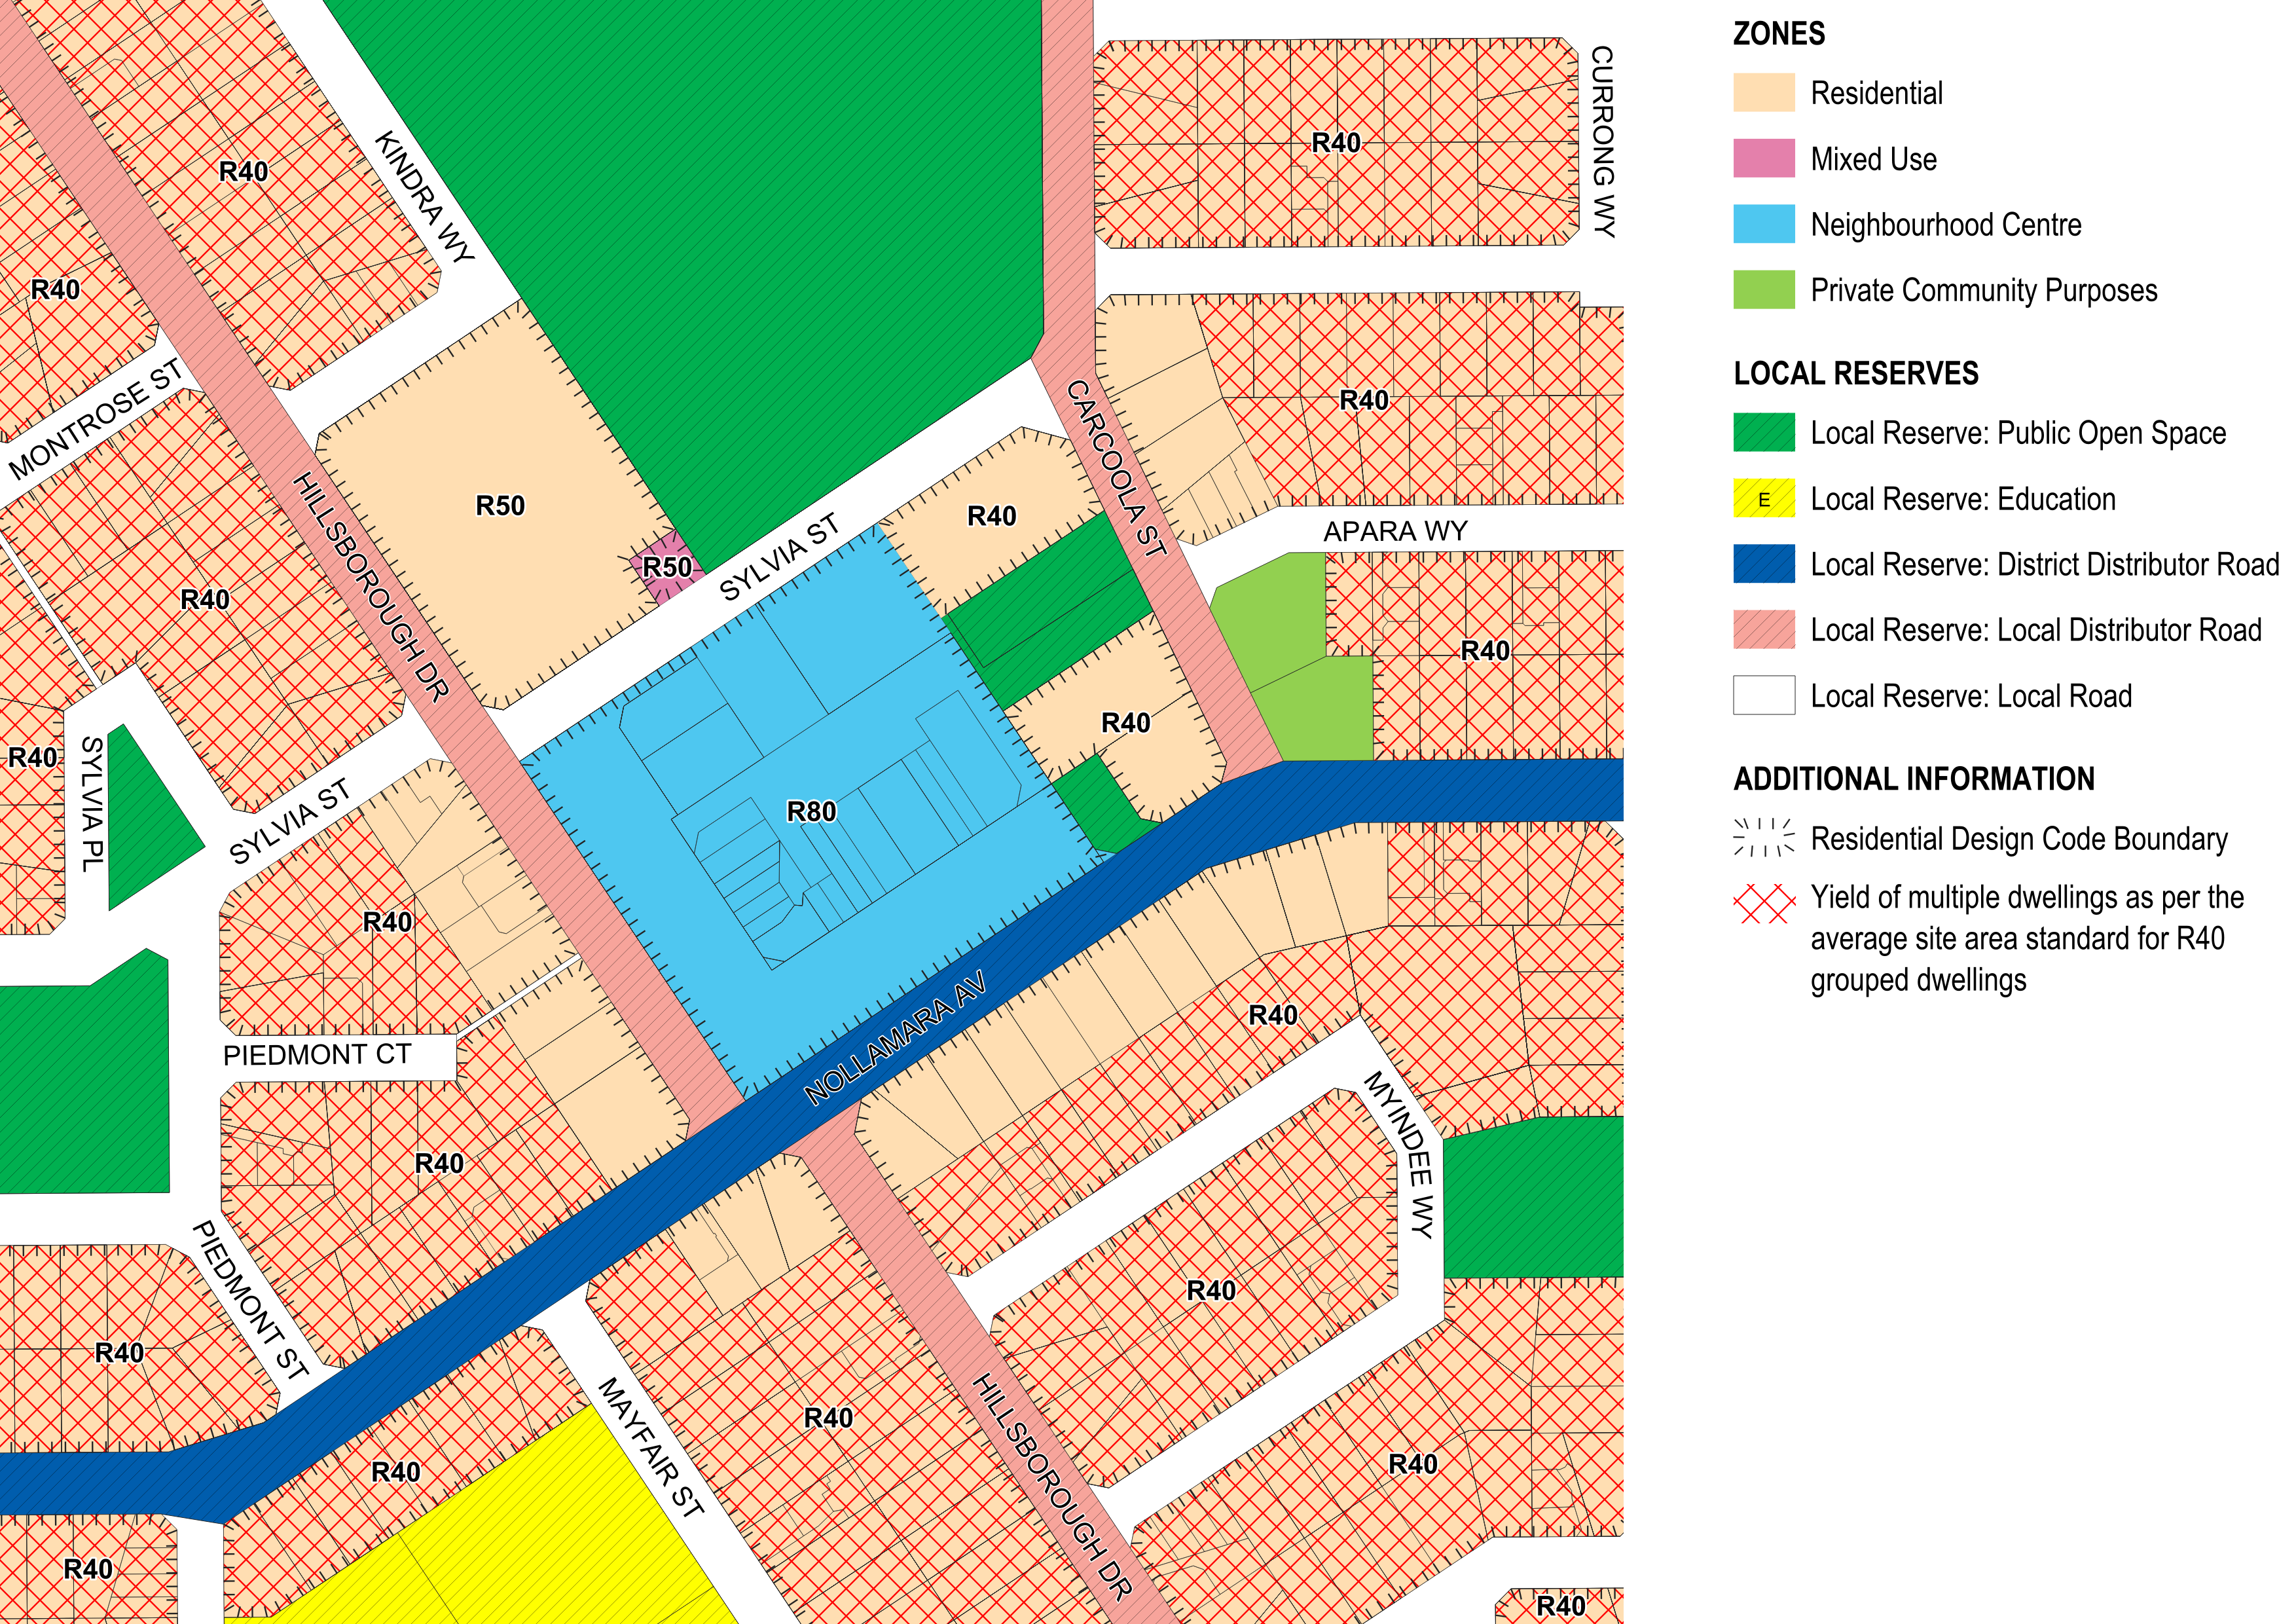 CURRONG WY
R40
KINDRA WY
R40
R40
MONTROSE ST
R40
CARCOOLA ST
HILLSBOROUGH DR
R50
R40
APARA WY
R50
SYLVIA ST
R40
R40
R40
R40
SYLVIA PL
SYLVIA ST
R80
R40
NOLLAMARA AV
R40
PIEDMONT CT
MYINDEE WY
R40
PIEDMONT ST
R40
R40
MAYFAIR ST
R40
HILLSBOROUGH DR
R40
R40
R40
R40
ZONES
Residential
Mixed Use
Neighbourhood Centre
Private Community Purposes
LOCAL RESERVES
Local Reserve: Public Open Space
E
Local Reserve: Education
Local Reserve: District Distributor Road
Local Reserve: Local Distributor Road
Local Reserve: Local Road
ADDITIONAL INFORMATION
Residential Design Code Boundary
Yield of multiple dwellings as per the
average site area standard for R40
grouped dwellings